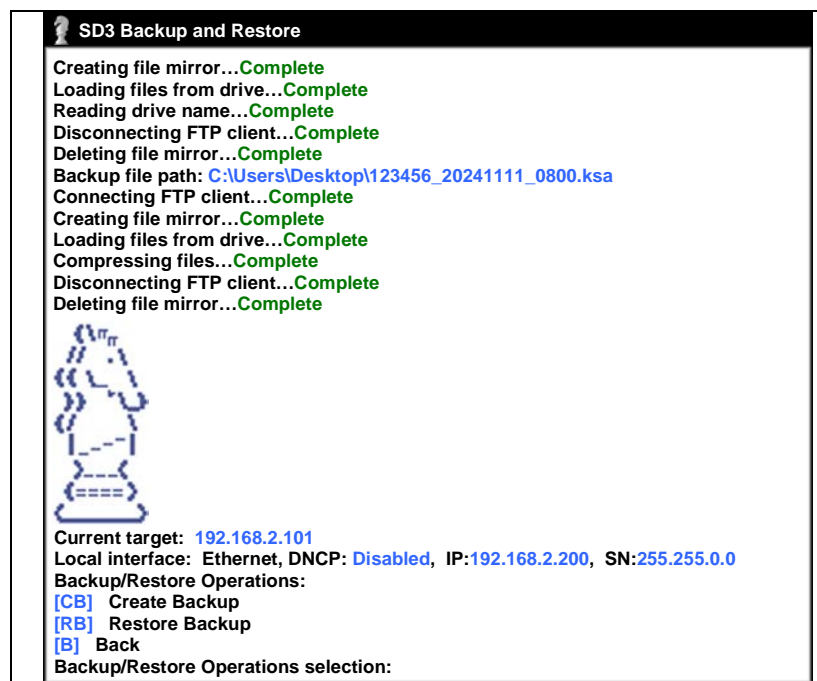 SD3 Backup and Restore
Creating file mirror…Complete
Loading files from drive…Complete
Reading drive name…Complete
Disconnecting FTP client…Complete
Deleting file mirror…Complete
Backup file path: C:\Users\Desktop\123456_20241111_0800.ksa
Connecting FTP client…Complete
Creating file mirror…Complete
Loading files from drive…Complete
Compressing files…Complete
Disconnecting FTP client…Complete
Deleting file mirror…Complete
Current target: 192.168.2.101
Local interface: Ethernet, DNCP: Disabled, IP:192.168.2.200, SN:255.255.0.0
Backup/Restore Operations:
[CB] Create Backup
[RB] Restore Backup
[B] Back
Backup/Restore Operations selection: